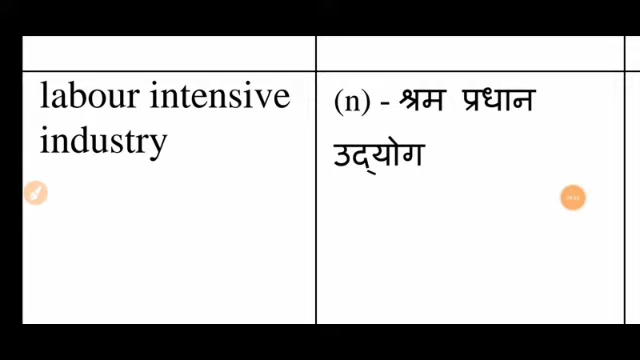 labour intensive
industry
(n) - श्रम प्रधान
उद्योग